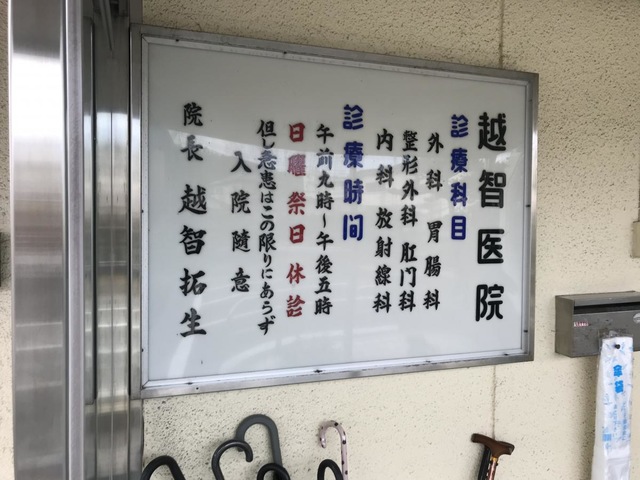 越智医院
診療科目
外科 胃腸科
整形外科 肛門科
内科 放射線科
診療時間
午前九時～午後五時
日曜祭日休診
但し急患はこの限りにあらず
入院随意
院長 越智拓生
傘袋